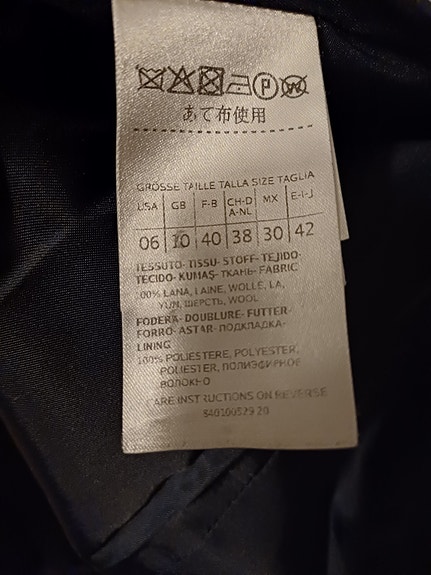 P W
あて布使用
GRÖSSE TAILLE TALLA SIZE TAGLIA
USA GB F-B CH-D A-NL MX E-I-J
06 10 40 38 30 42
TESSUTO- TISSU- STOFF- TEJIDO-
TECIDO- KUMAŞ- ТКАНЬ- FABRIC
100% LANA, LAINE, WOLLE, LA,
YÜN, ШЕРСТЬ, WOOL
FODERA- DOUBLURE- FUTTER-
FORRO- ASTAR- ПОДКЛАДКА-
LINING
100% POLIESTERE, POLYESTER,
POLIESTER, ПОЛИЭФИРНОЕ
ВОЛОКНО
CARE INSTRUCTIONS ON REVERSE
840100529 20